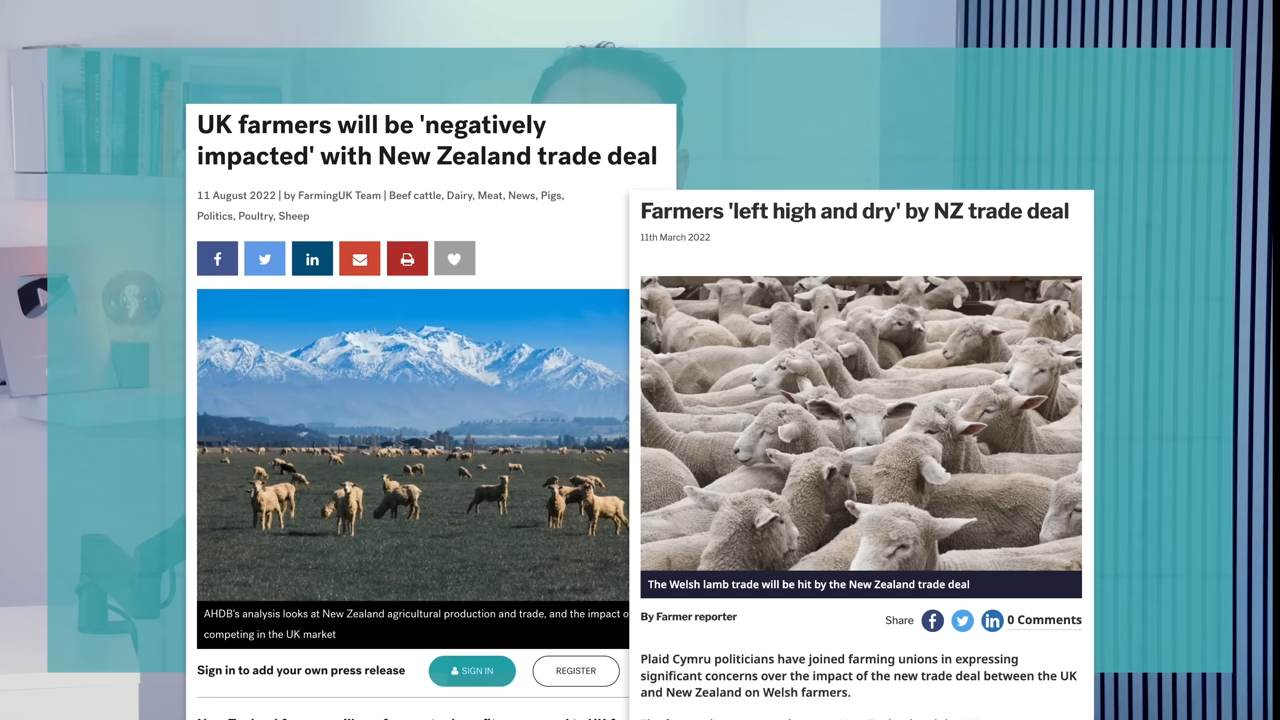 UK farmers will be 'negatively
impacted' with New Zealand trade deal
11 August 2022 | by FarmingUK Team | Beef cattle, Dairy, Meat, News, Pigs,
Politics, Poultry, Sheep
AHDB's analysis looks at New Zealand agricultural production and trade, and the impact
competing in the UK market
Sign in to add your own press release
SIGN IN
REGISTER
Farmers 'left high and dry' by NZ trade deal
11th March 2022
The Welsh lamb trade will be hit by the New Zealand trade deal
By Farmer reporter
Share
0 Comments
Plaid Cymru politicians have joined farming unions in expressing
significant concerns over the impact of the new trade deal between the UK
and New Zealand on Welsh farmers.